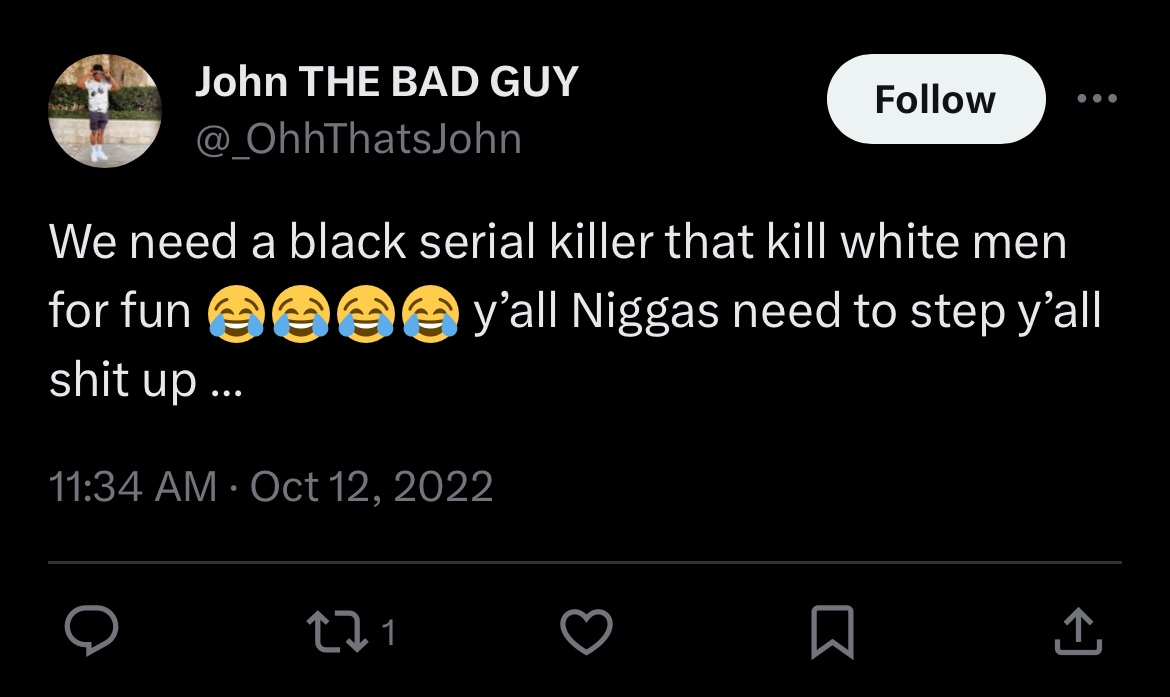 John THE BAD GUY
@_OhhThatsJohn
Follow
We need a black serial killer that kill white men
for fun 😂😂😂😂 y’all Niggas need to step y’all
shit up ...
11:34 AM · Oct 12, 2022
1